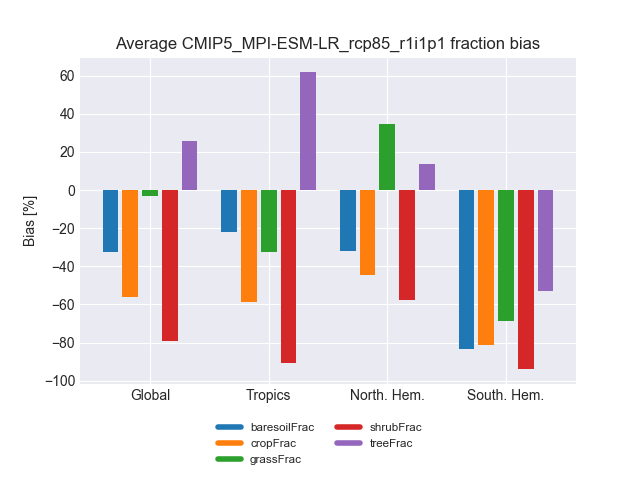 Average CMIP5_MPI-ESM-LR_rcp85_r1i1p1 fraction bias
Bias [%]
60
40
20
0
−20
−40
−60
−80
−100
Global Tropics North. Hem. South. Hem.
baresoilFrac shrubFrac
cropFrac treeFrac
grassFrac